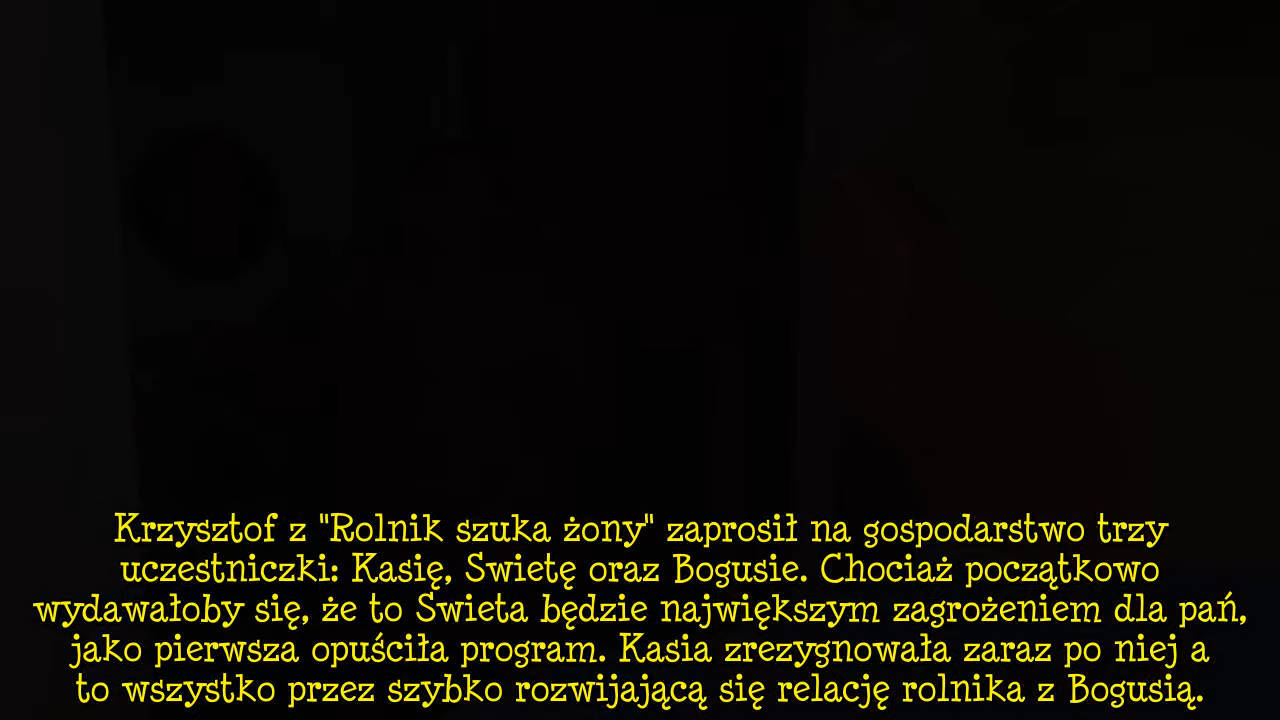 Krzysztof z "Rolnik szuka żony" zaprosił na gospodarstwo trzy
uczestniczki: Kasię, Swietę oraz Bogusie. Chociaż początkowo
wydawałoby się, że to Swieta będzie największym zagrożeniem dla pań,
jako pierwsza opuściła program. Kasia zrezygnowała zaraz po niej a
to wszystko przez szybko rozwijającą się relację rolnika z Bogusią.